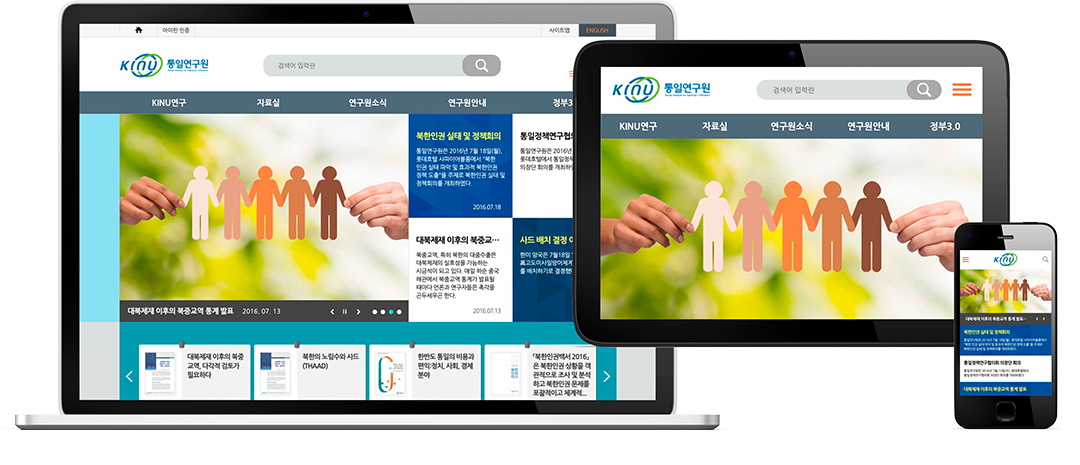 아이핀 인증
사이트맵
ENGLISH
KINU 통일연구원
검색어 입력란
KINU연구
자료실
연구원소식
연구원안내
정부3
북한인권 실태 및 정책회의
통일연구원은 2016년 7월 18일(월),
롯데호텔 사파이어볼룸에서 "북한
인권 실태 파악 및 효과적 북한인권
정책 도출"을 주제로 북한인권 실태 및
정책회의를 개최하였다.
2016.07.18
통일정책연구협의
통일연구원은 2016년
롯데호텔에서 통일정책
의장단 회의를 개최하였다
대북제재 이후의 북중교…
북중교역, 특히 북한의 대중수출은
대북제재의 실효성을 가늠하는
시금석이 되고 있다. 매일 하순 중국
해관에서 북중교역 통계가 발표될
때마다 언론과 연구자들은 촉각을
곤두세우곤 한다.
2016.07.13
사드 배치 결정 이
한미 양국은 7월18일
高고도미사일방어체계
를 배치하기로 결정했
대북제재 이후의 북중교역 통계 발표 2016. 07. 13
대북제재 이후의 북중
교역, 다각적 검토가
필요하다
북한의 노림수와 사드
(THAAD)
한반도 통일의 비용과
편익:정치, 사회, 경제
분야
「북한인권백서 2016」
은 북한인권 상황을 객
관적으로 조사 및 분석
하고 북한인권 문제를
포괄적이고 체계적...
KINU 통일연구원
검색어 입력란
KINU연구
자료실
연구원소식
연구원안내
정부3.0
KINU
대북제재 이후의 북중교역 통계 발표…
북한인권 실태 및 정책회의
통일정책연구협의회 의장단 회의
대북제재 이후의 북중교역 통계 발표